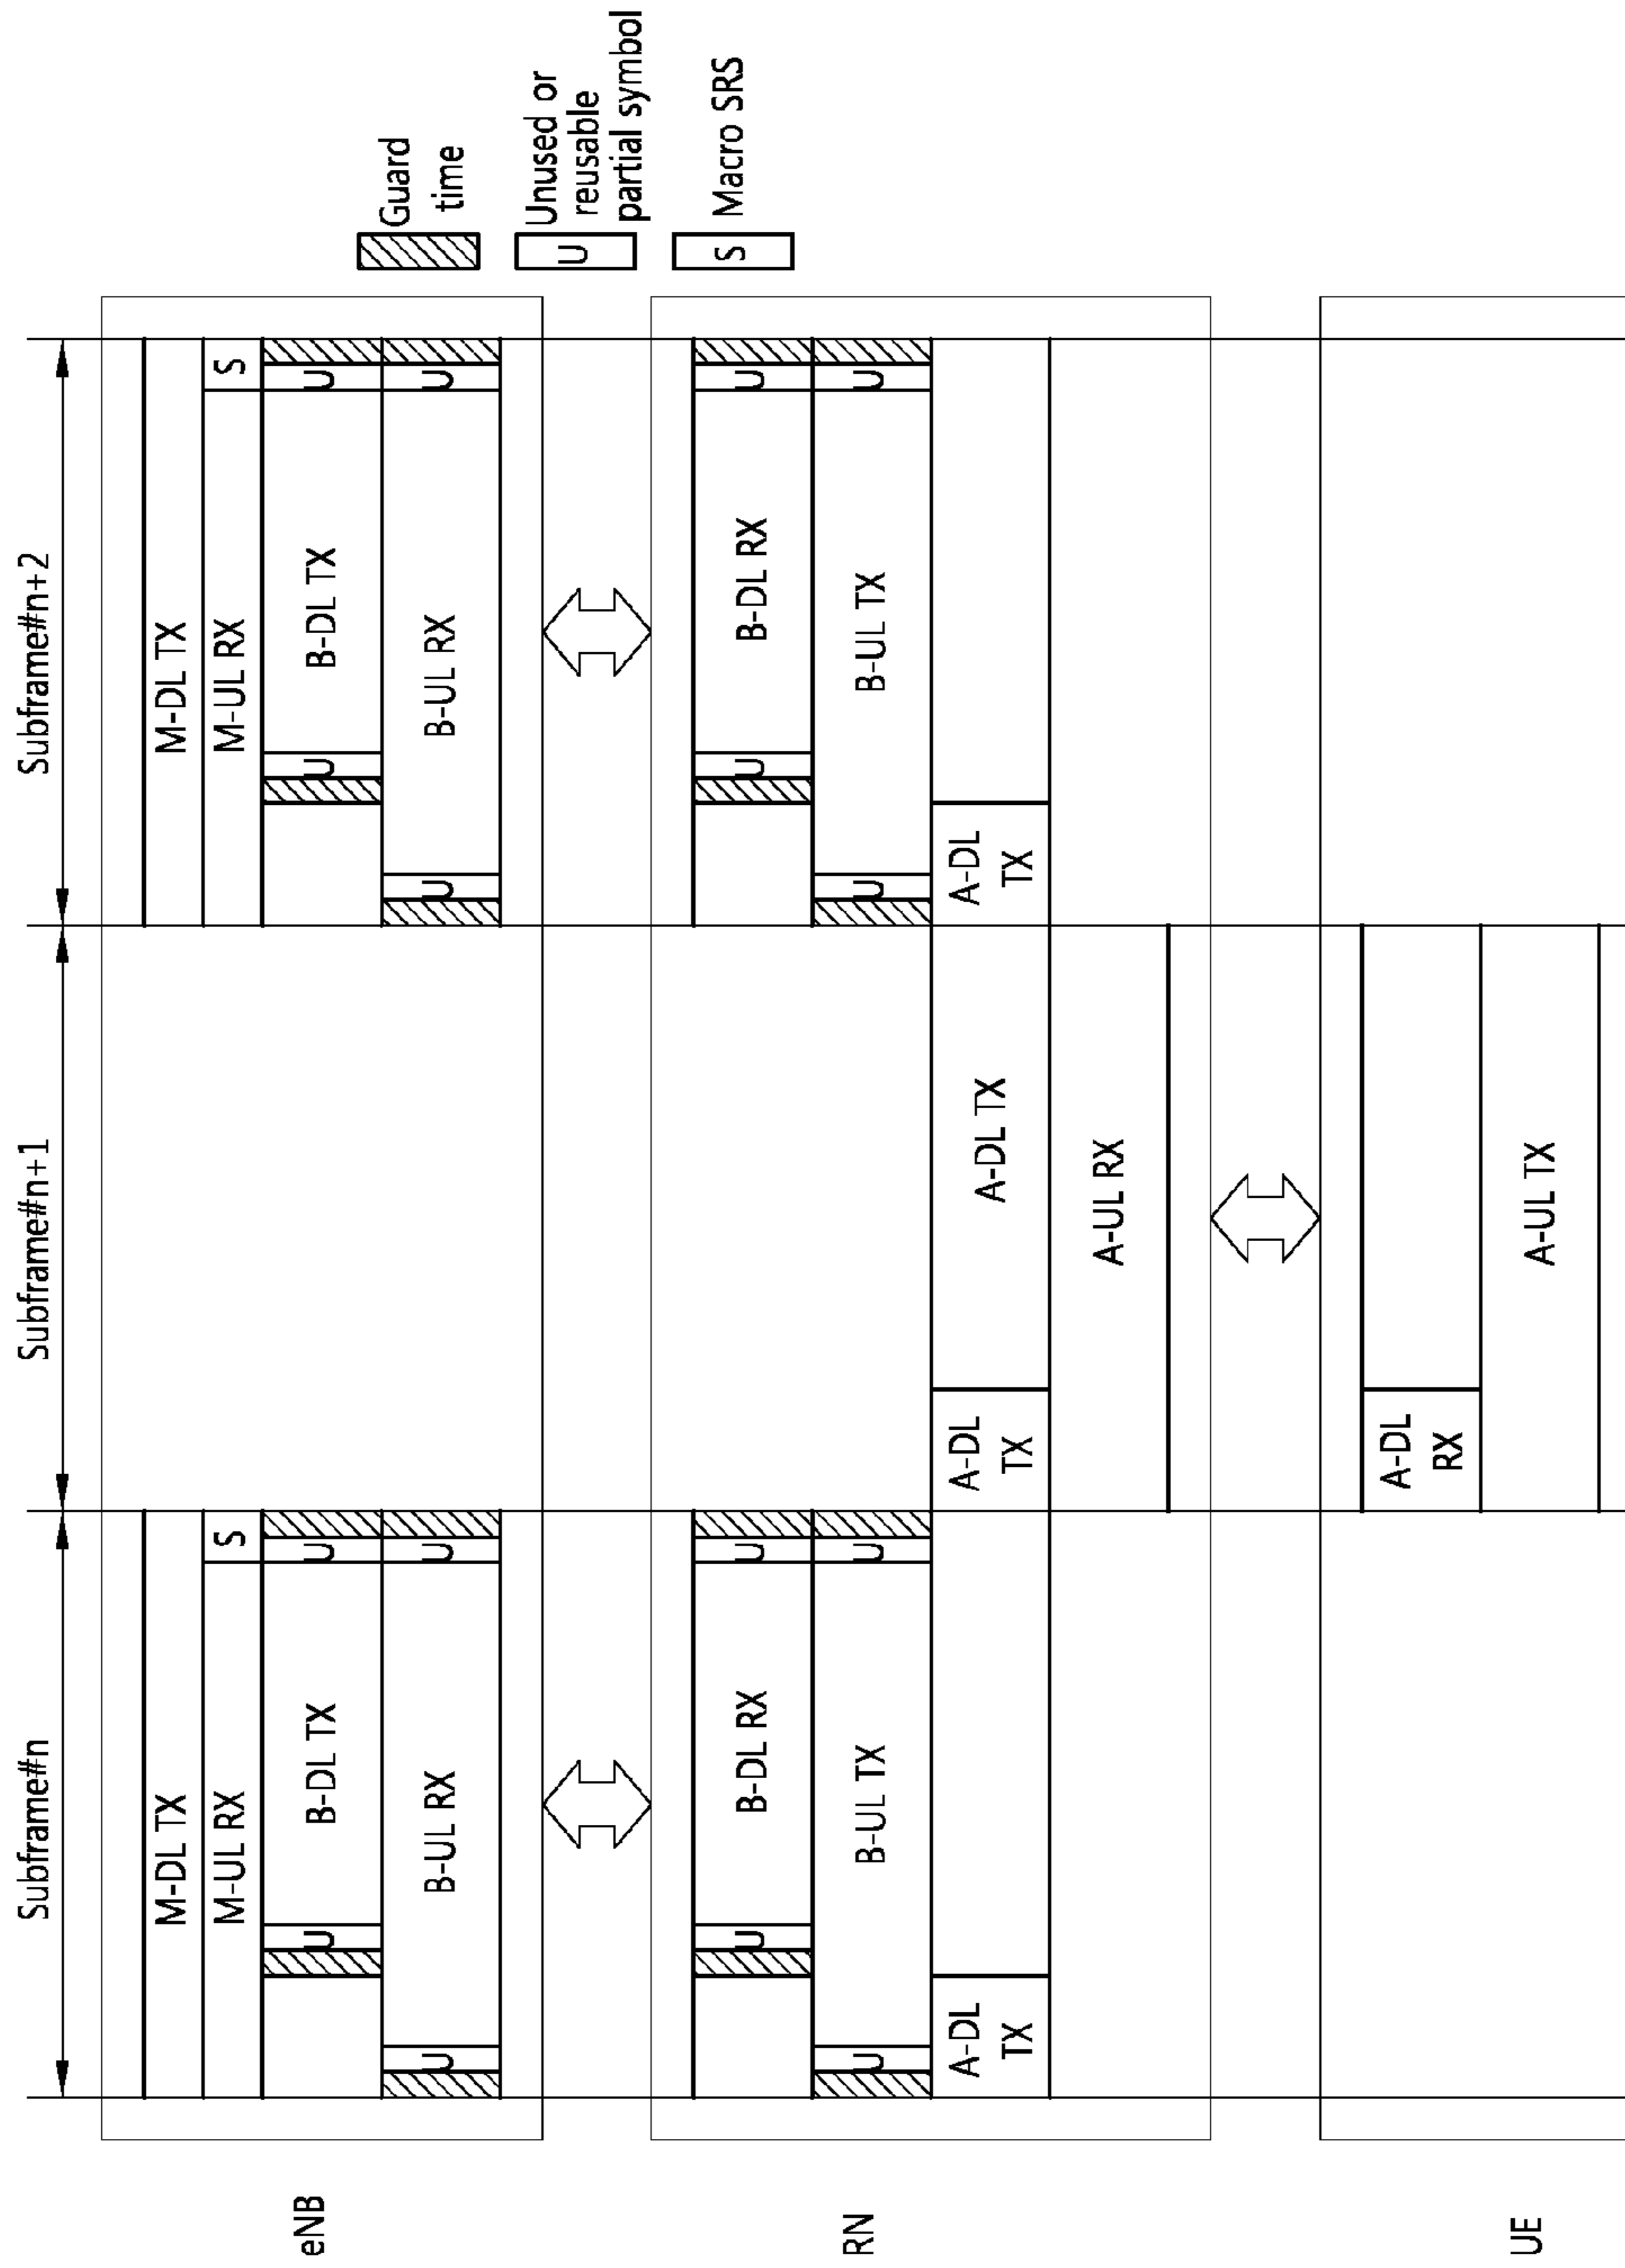 Subframe#n
Subframe#n+1
Subframe#n+2
eNB
M-DL TX
M-DL TX
M-UL RX
S
M-UL RX
S
U
B-DL TX
U
U
B-DL TX
U
U
B-UL RX
U
U
B-UL RX
U
RN
U
B-DL RX
U
U
B-DL RX
U
U
B-UL TX
U
U
B-UL TX
U
A-DL
TX
A-DL
TX
A-DL TX
A-DL
TX
A-UL RX
UE
A-DL
RX
A-UL TX
Guard
time
U
Unused or
reusable
partial symbol
S
Macro SRS